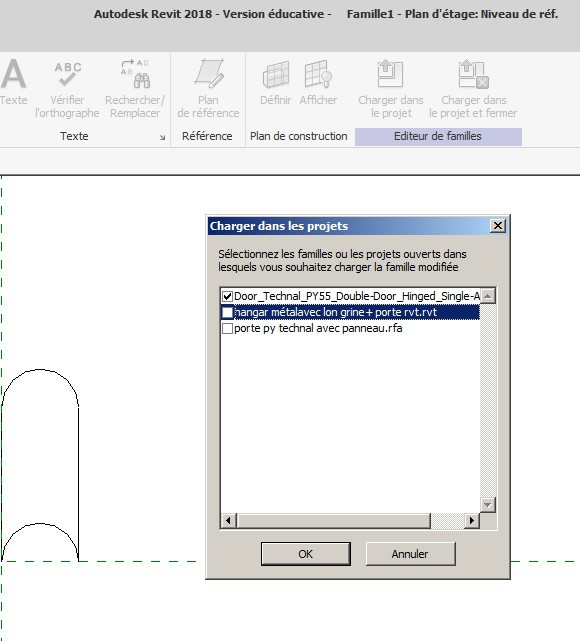 Autodesk Revit 2018 - Version éducative - Famille1 - Plan d'étage: Niveau de réf.
A ABC
Texte Vérifier l'orthographe Rechercher/ Remplacer Plan de référence Définir Afficher Charger dans le projet Charger dans le projet et fermer
Texte Référence Plan de construction Editeur de familles
Charger dans les projets
Sélectionnez les familles ou les projets ouverts dans
lesquels vous souhaitez charger la famille modifiée
Door_Technal_PY55_Double-Door_Hinged_Single-A
hangar métalavec lon grine+ porte rvt.rvt
porte py technal avec panneau.rfa
OK Annuler